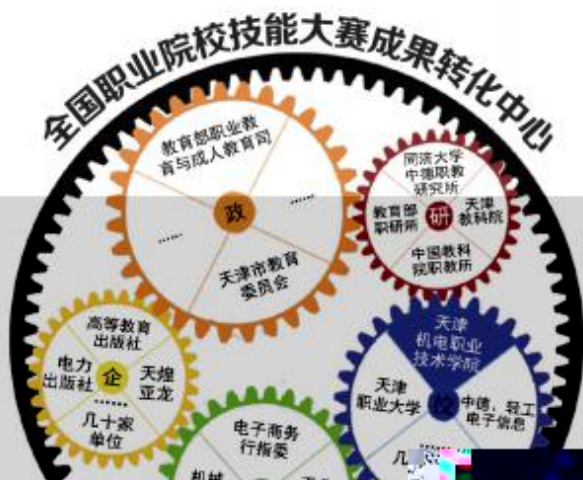 全国职业院校技能大赛成果转化中心
教育部职业教
育与成人教育司
政
......
......
天津市教育
委员会
同济大学
中德职教
研究所
教育部
职研所
研
天津
教科院
中国教科
院职教所
高等教育
出版社
电力
出版社
企
天煌
亚龙
......
几十家
单位
天津
机电职业
技术学院
天津
职业大学
校
中德、轻工
电子信息
......
几
电子商务
行指委
机械